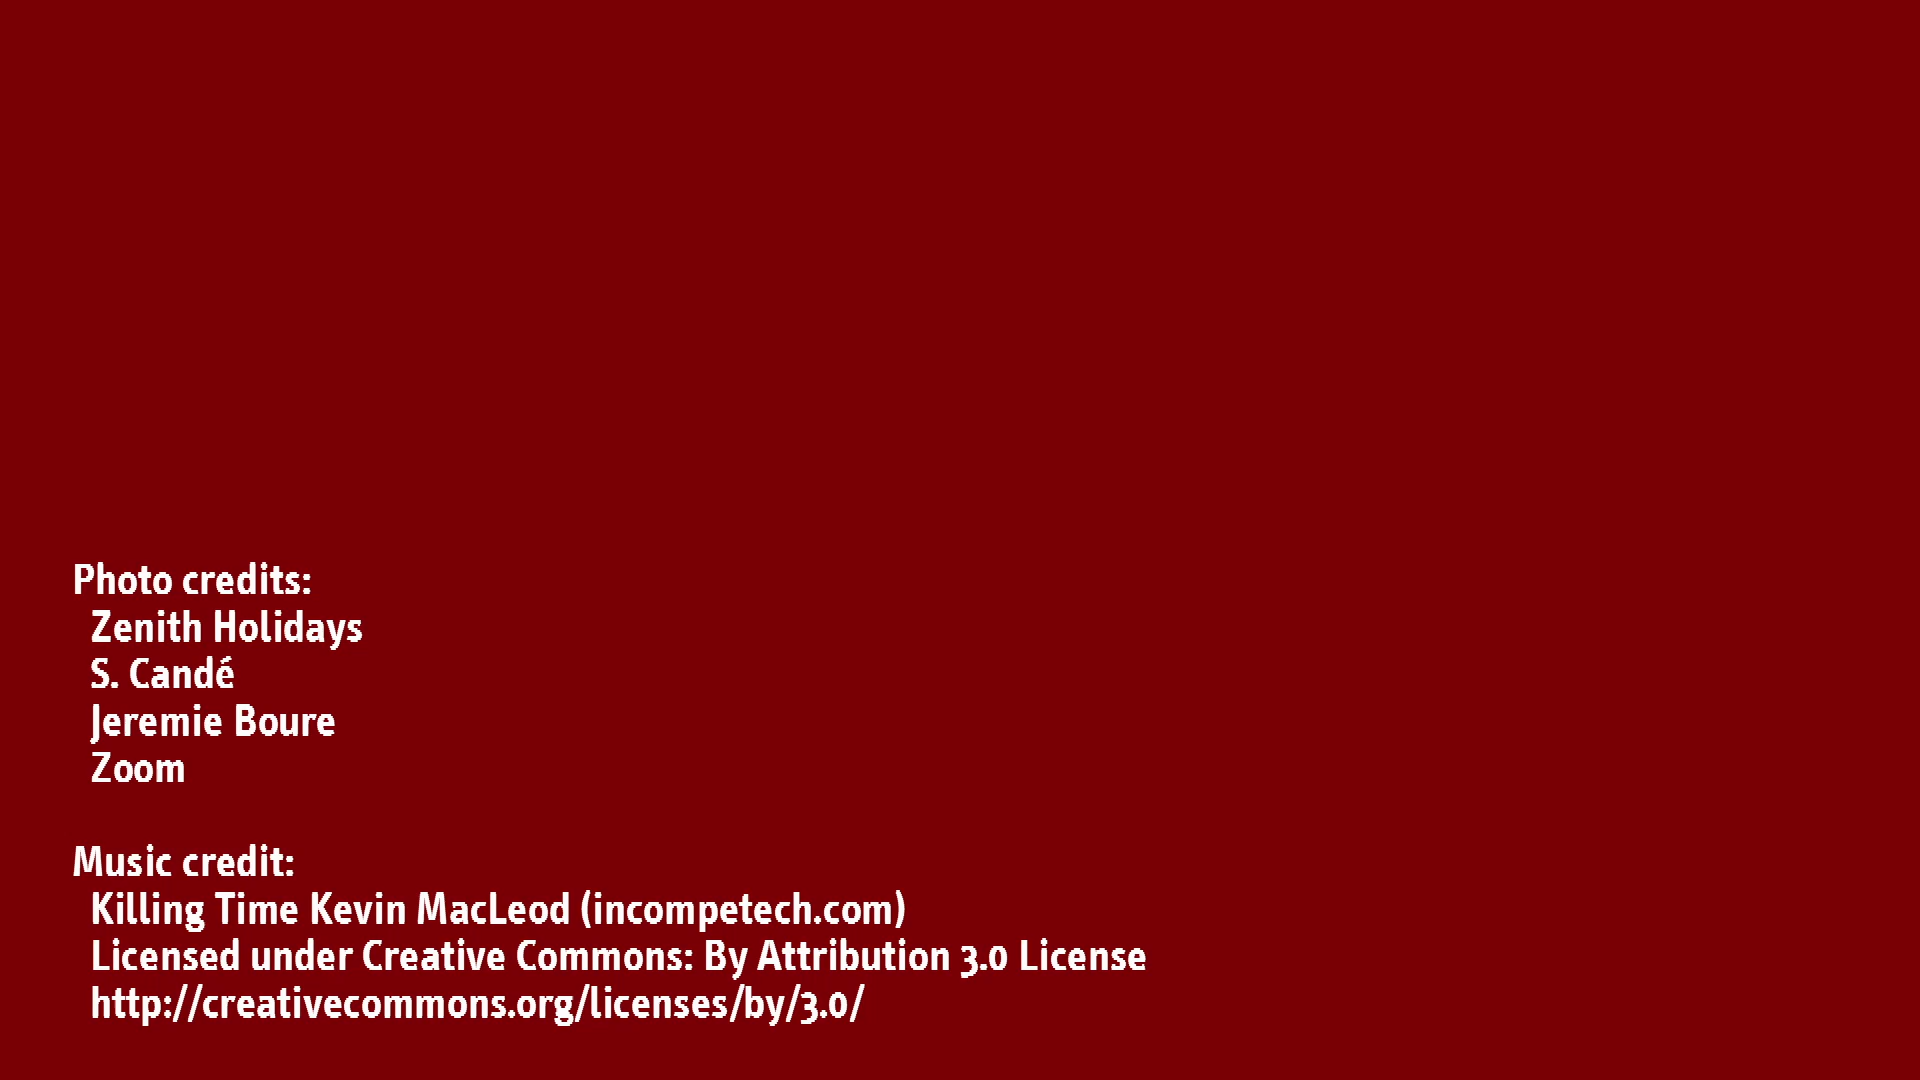 Photo credits:
Zenith Holidays
S. Candé
Jeremie Boure
Zoom
Music credit:
Killing Time Kevin MacLeod (incompetech.com)
Licensed under Creative Commons: By Attribution 3.0 License
http://creativecommons.org/licenses/by/3.0/